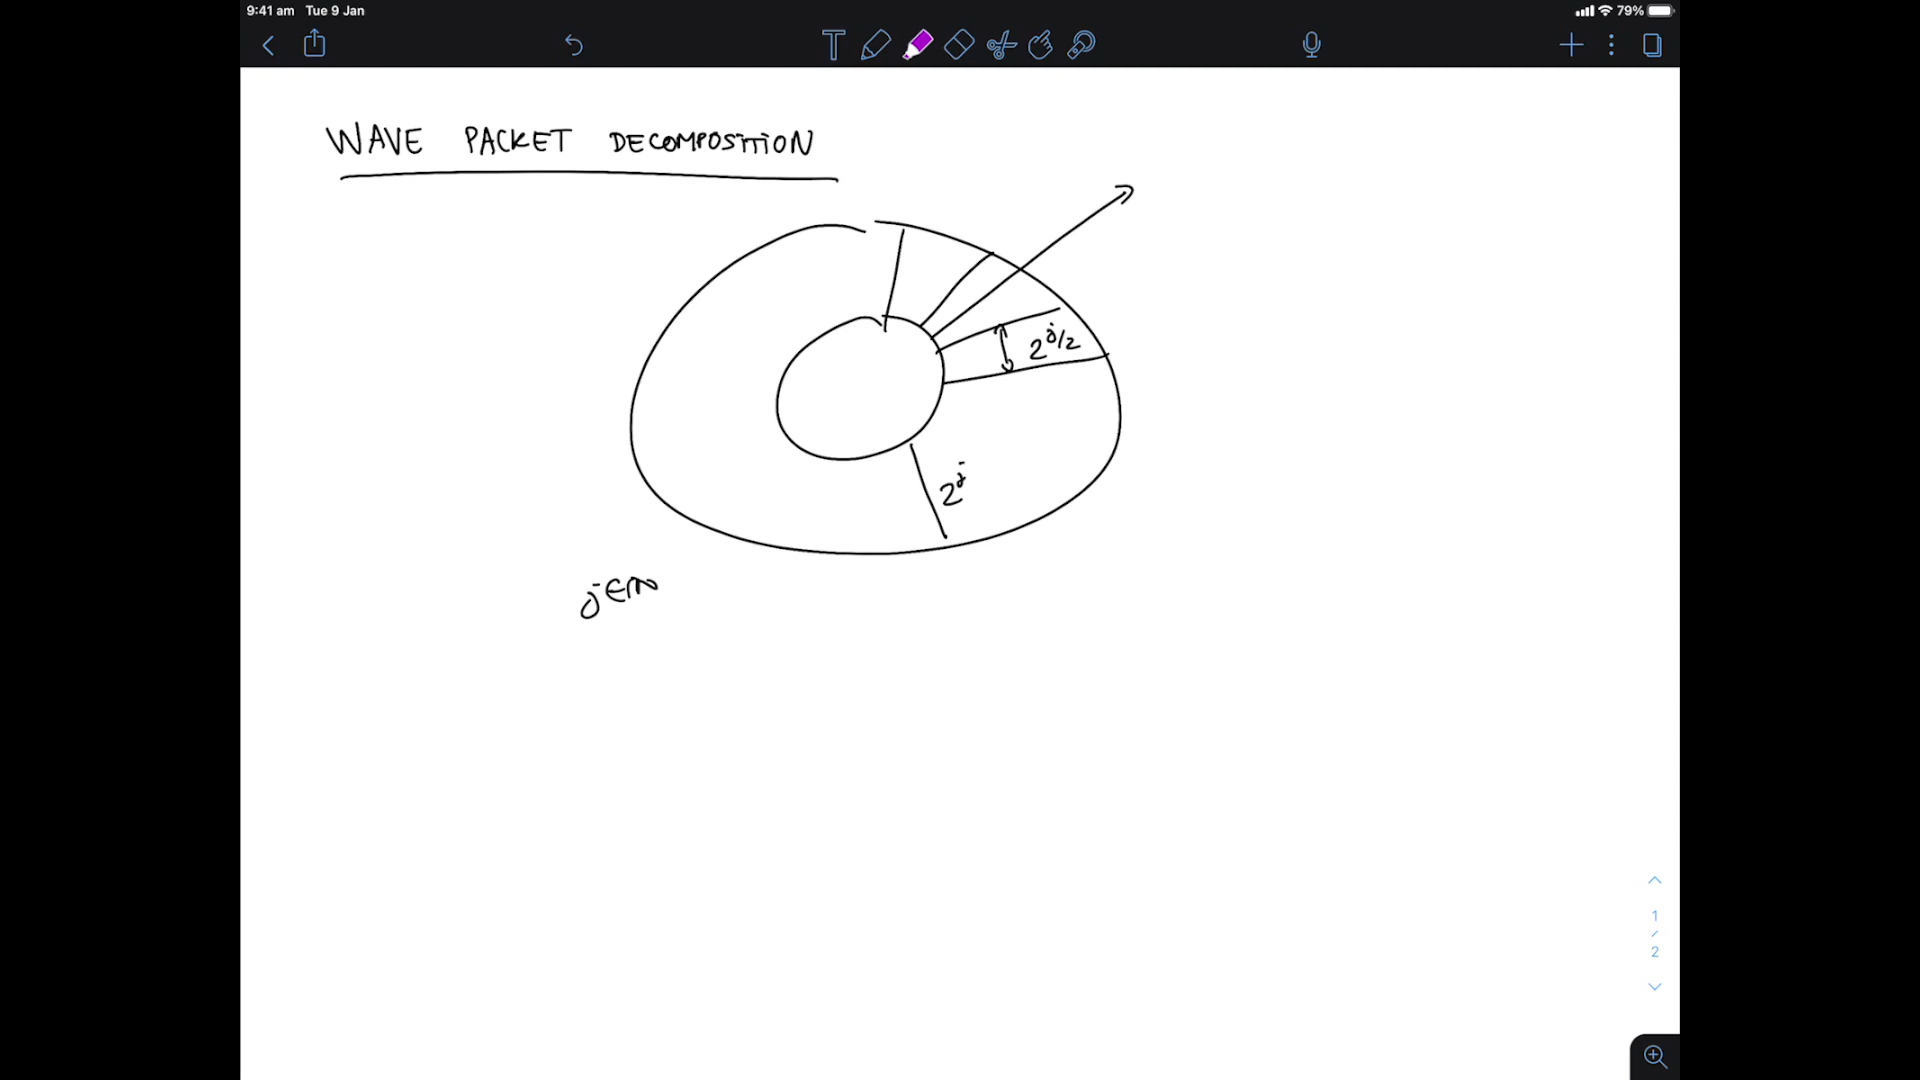 9:41 am Tue 9 Jan 79%
WAVE PACKET DECOMPOSITION
2^{j/2}
2^j
j∈ℕ
1
/
2